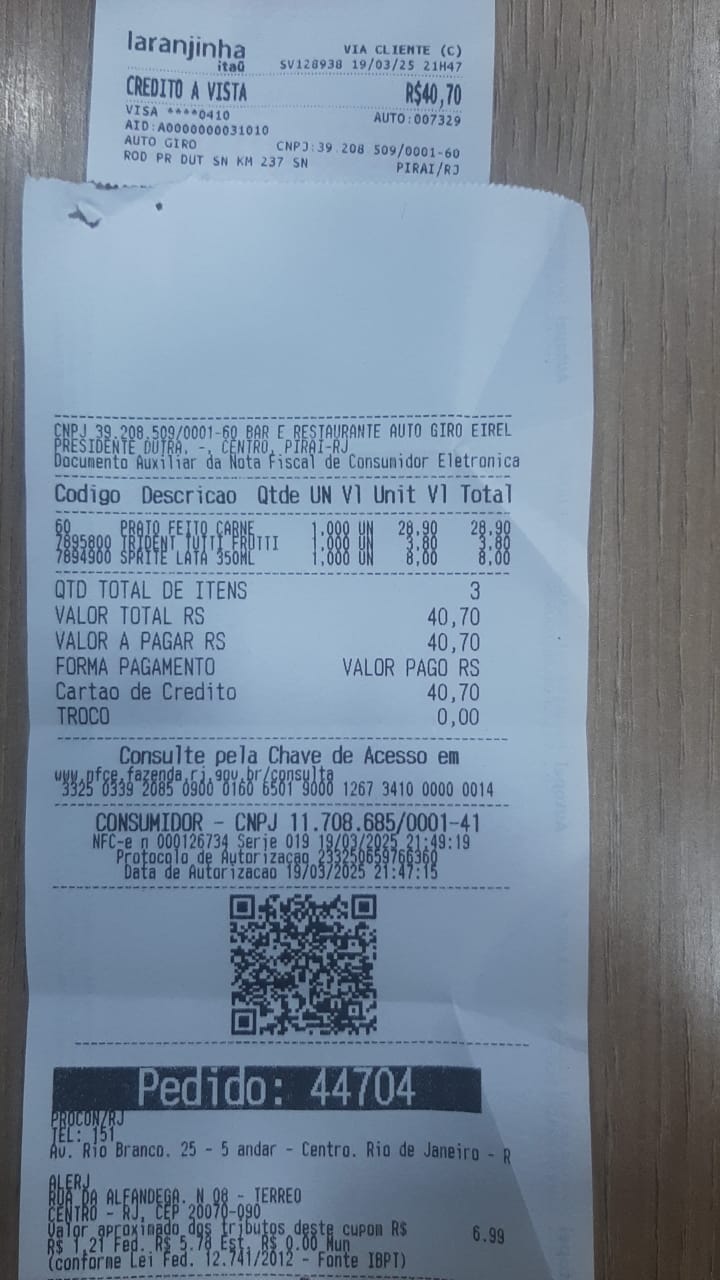 laranjinha
itaú
VIA CLIENTE (C)
SV128938 19/03/25 21H47
CREDITO A VISTA R$40,70
VISA ****0410 AUTO:007329
AID:A0000000031010
AUTO GIRO CNPJ:39.208.509/0001-60
ROD PR DUT SN KM 237 SN PIRAI/RJ
CNPJ 39.208.509/0001-60 BAR E RESTAURANTE AUTO GIRO EIREL
PRESIDENTE DUTRA, -, CENTRO, PIRAI-RJ
Documento Auxiliar da Nota Fiscal de Consumidor Eletronica
Codigo Descricao Qtde UN Vl Unit Vl Total
60 PRATO FEITO CARNE 1,000 UN 28,90 28,90
7895800 TRIDENT TUTTI FRUTTI 1,000 UN 3,80 3,80
7894900 SPRITE LATA 350ML 1,000 UN 8,00 8,00
QTD TOTAL DE ITENS 3
VALOR TOTAL RS 40,70
VALOR A PAGAR RS 40,70
FORMA PAGAMENTO VALOR PAGO RS
Cartao de Credito 40,70
TROCO 0,00
Consulte pela Chave de Acesso em
www.nfce.fazenda.rj.gov.br/consulta
3325 0339 2085 0900 0160 6501 9000 1267 3410 0000 0014
CONSUMIDOR - CNPJ 11.708.685/0001-41
NFC-e n 000126734 Serie 019 19/03/2025 21:49:19
Protocolo de Autorizacao 233250659766360
Data de Autorizacao 19/03/2025 21:47:15
Pedido: 44704
PROCON/RJ
TEL: 151
Av. Rio Branco. 25 - 5 andar - Centro. Rio de Janeiro - R
ALERJ
RUA DA ALFANDEGA. N 08 - TERREO
CENTRO - RJ, CEP 20070-090
Valor aproximado dos tributos deste cupom R$ 6.99
R$ 1,21 Fed. R$ 5.78 Est. R$ 0.00 Mun
(conforme Lei Fed. 12.741/2012 - Fonte IBPT)